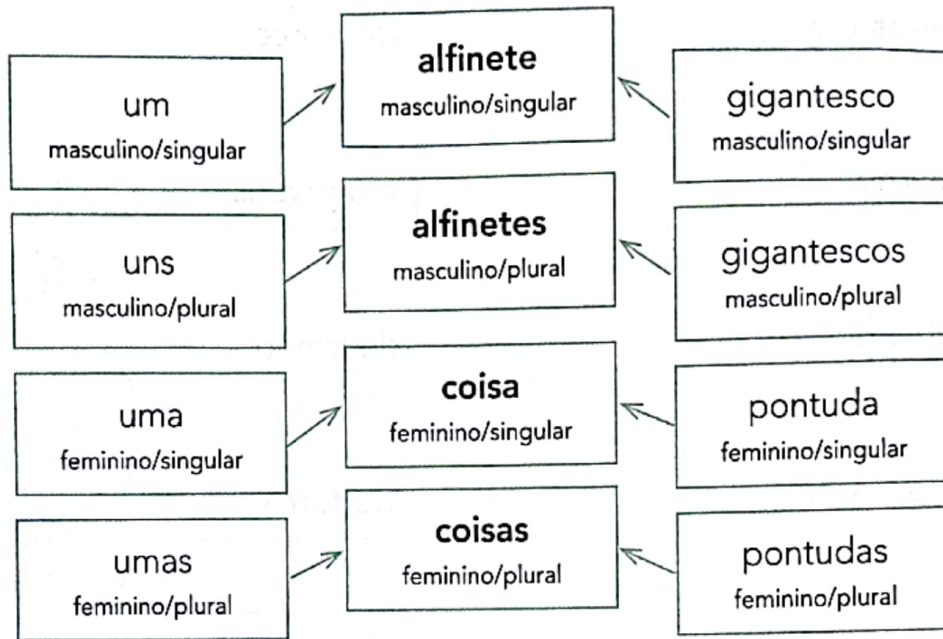 um
masculino/singular
alfinete
masculino/singular
gigantesco
masculino/singular
uns
masculino/plural
alfinetes
masculino/plural
gigantescos
masculino/plural
uma
feminino/singular
coisa
feminino/singular
pontuda
feminino/singular
umas
feminino/plural
coisas
feminino/plural
pontudas
feminino/plural